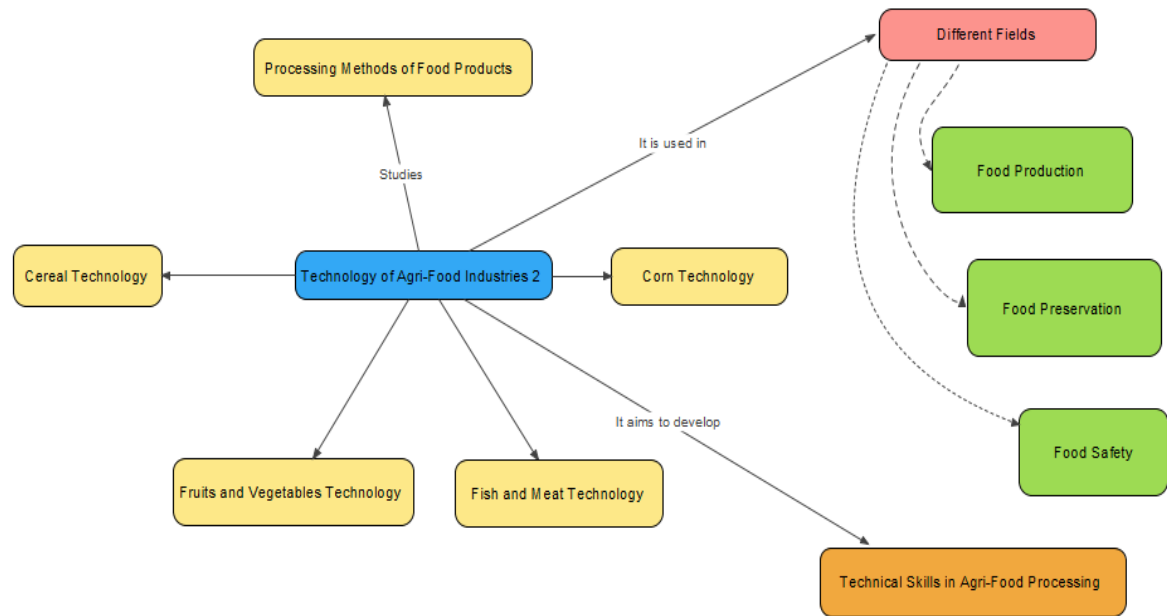 Different Fields
Processing Methods of Food Products
It is used in
Studies
Food Production
Cereal Technology
Technology of Agri-Food Industries 2
Corn Technology
Food Preservation
It aims to develop
Food Safety
Fruits and Vegetables Technology
Fish and Meat Technology
Technical Skills in Agri-Food Processing